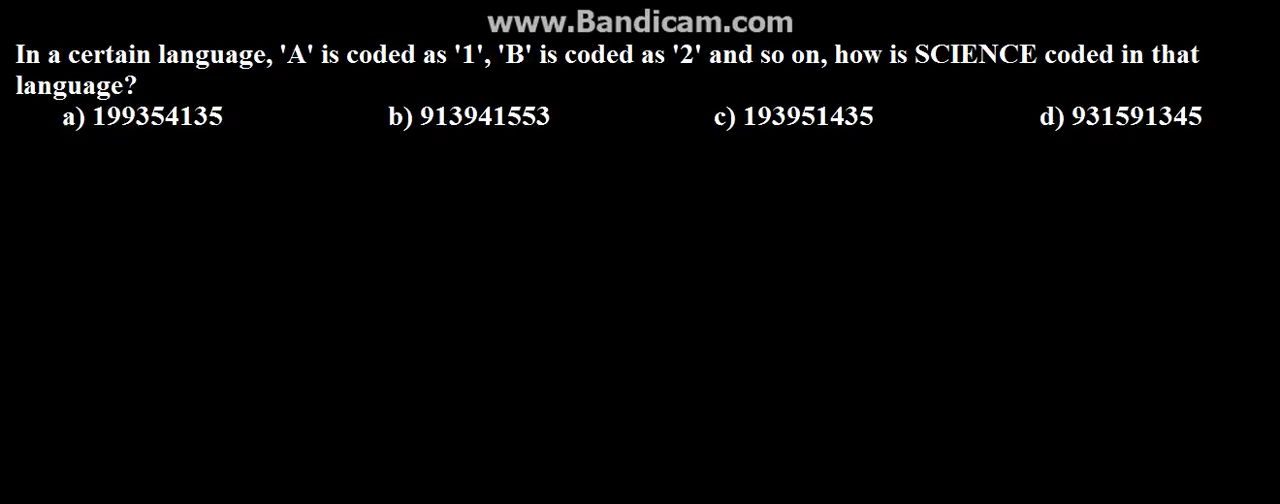 www.Bandicam.com
In a certain language, 'A' is coded as '1', 'B' is coded as '2' and so on, how is SCIENCE coded in that
language?
a) 199354135 b) 913941553 c) 193951435 d) 931591345